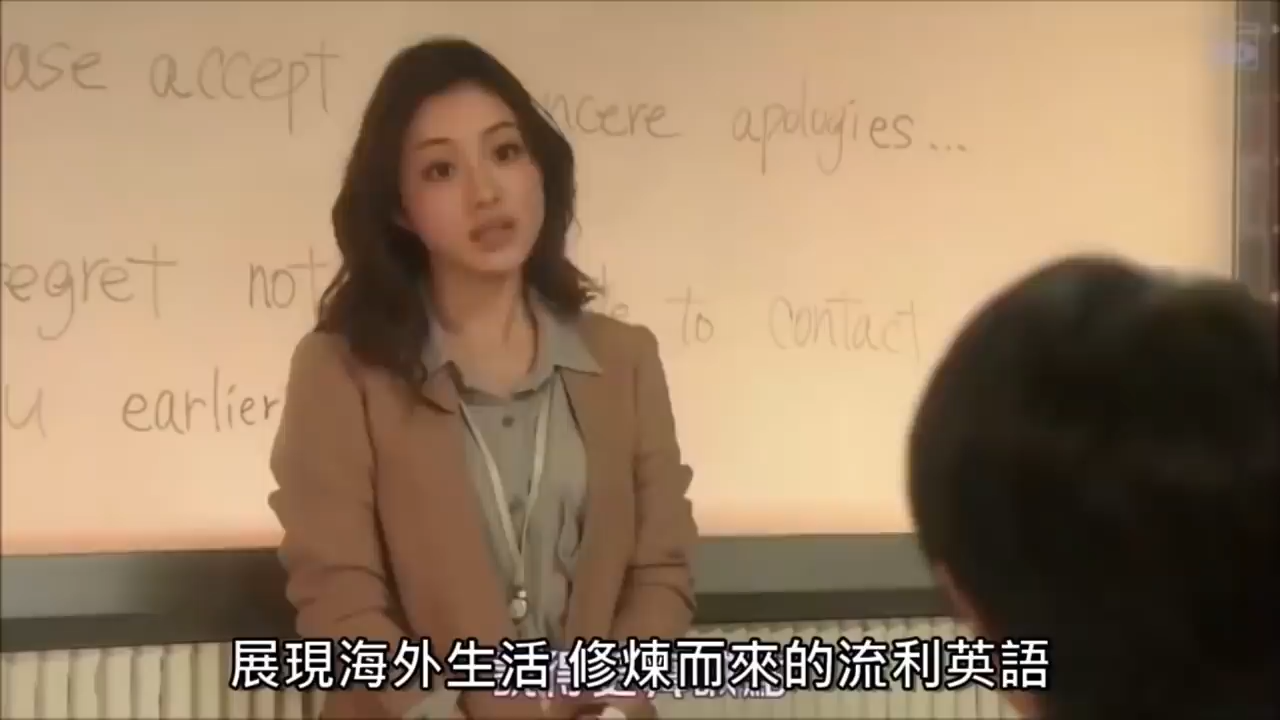 ase accept ncere apologies...
egret not to contact
u earlier
展現海外生活 修煉而來的流利英語